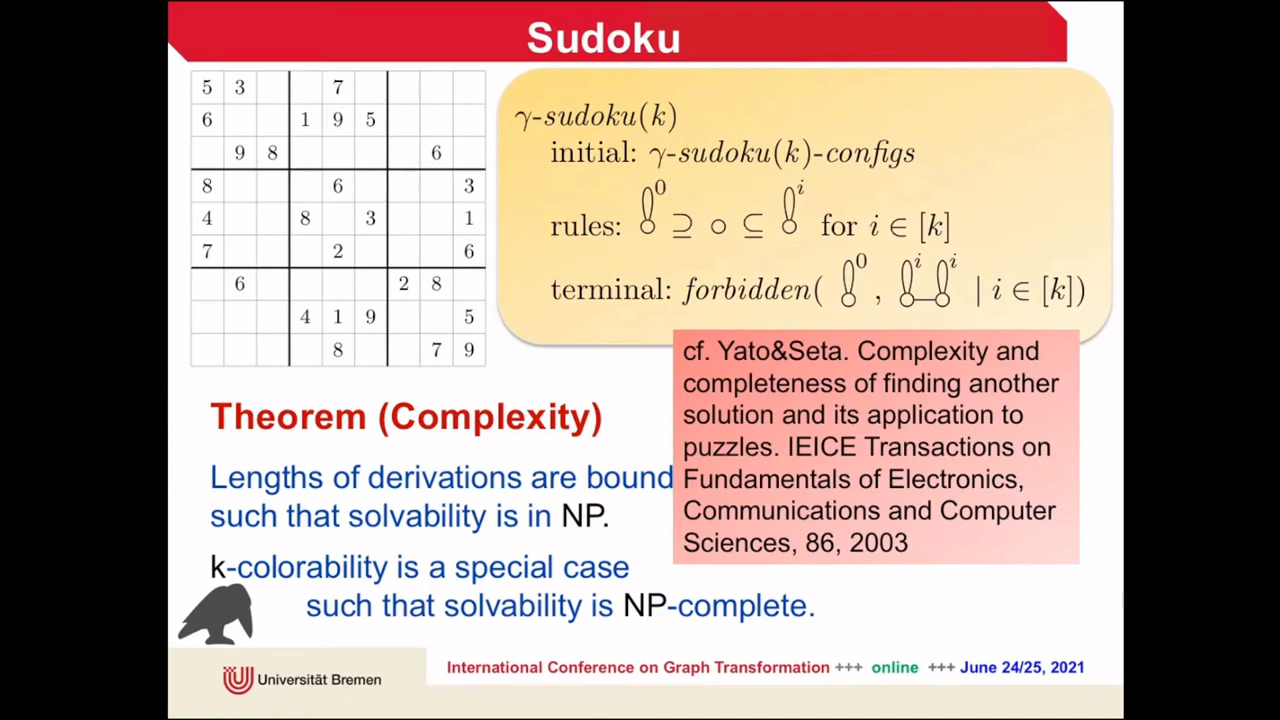 Sudoku
5 3 7
6 1 9 5
9 8 6
8 6 3
4 8 3 1
7 2 6
6 2 8
4 1 9 5
8 7 9
γ-sudoku(k)
initial: γ-sudoku(k)-configs
rules: 0 ⊇ ○ ⊆ i for i ∈ [k]
terminal: forbidden( 0 , i i | i ∈ [k])
cf. Yato&Seta. Complexity and
completeness of finding another
solution and its application to
puzzles. IEICE Transactions on
Fundamentals of Electronics,
Communications and Computer
Sciences, 86, 2003
Theorem (Complexity)
Lengths of derivations are bound
such that solvability is in NP.
k-colorability is a special case
such that solvability is NP-complete.
Universität Bremen
International Conference on Graph Transformation +++ online +++ June 24/25, 2021